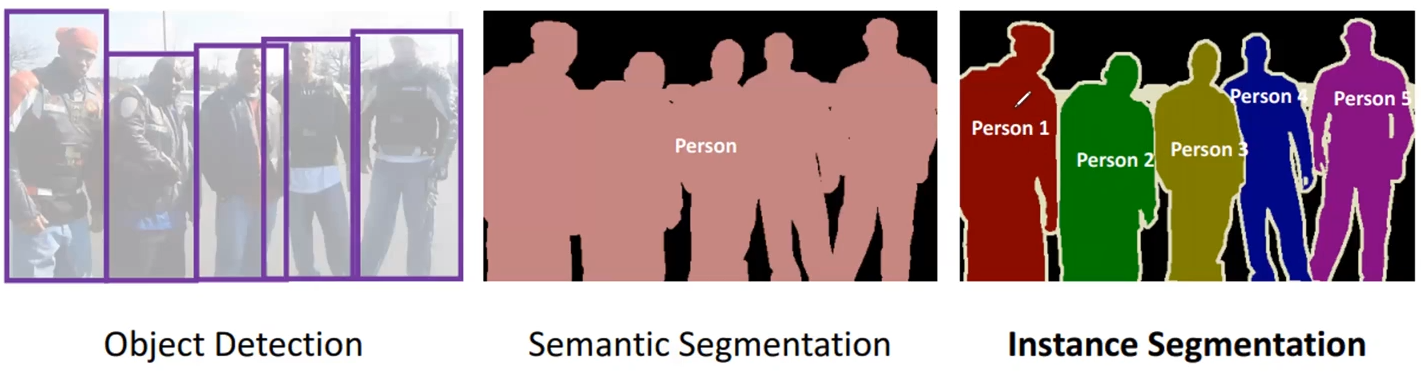 Person
Person 1
Person 2
Person 3
Person 4
Person 5
Object Detection
Semantic Segmentation
Instance Segmentation